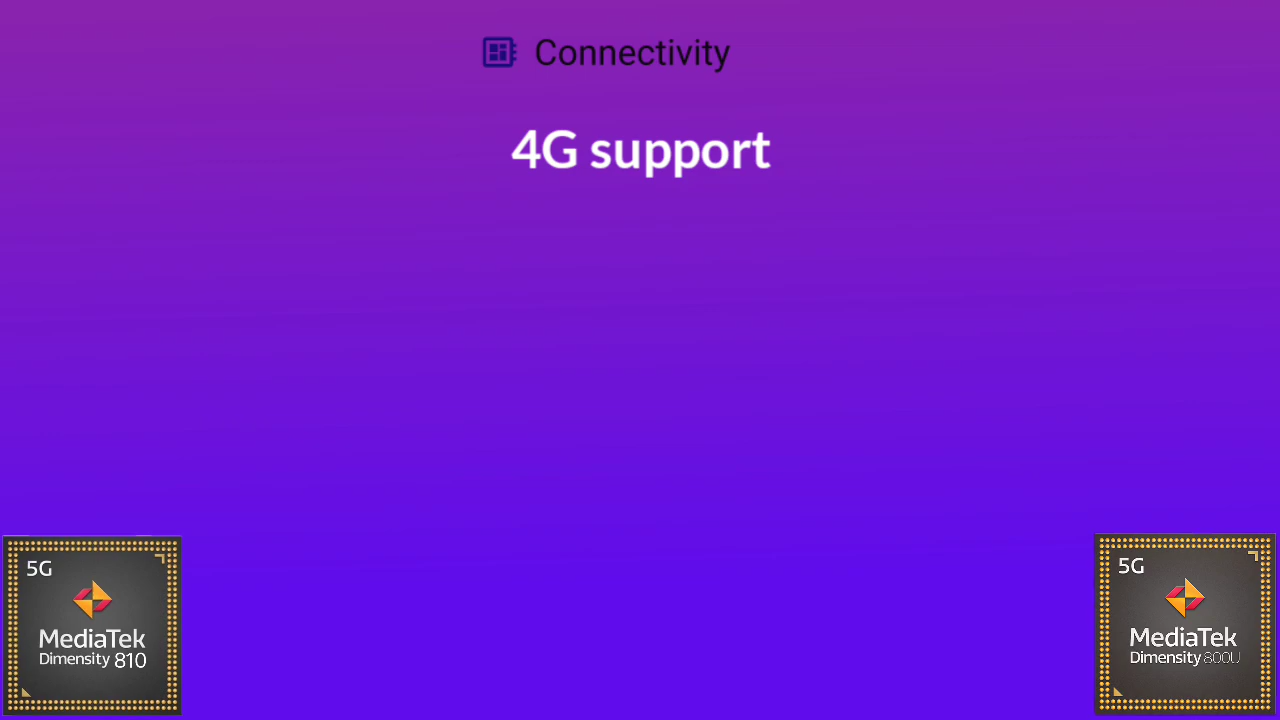 Connectivity
4G support
5G
MediaTek
Dimensity 810
5G
MediaTek
Dimensity 800U